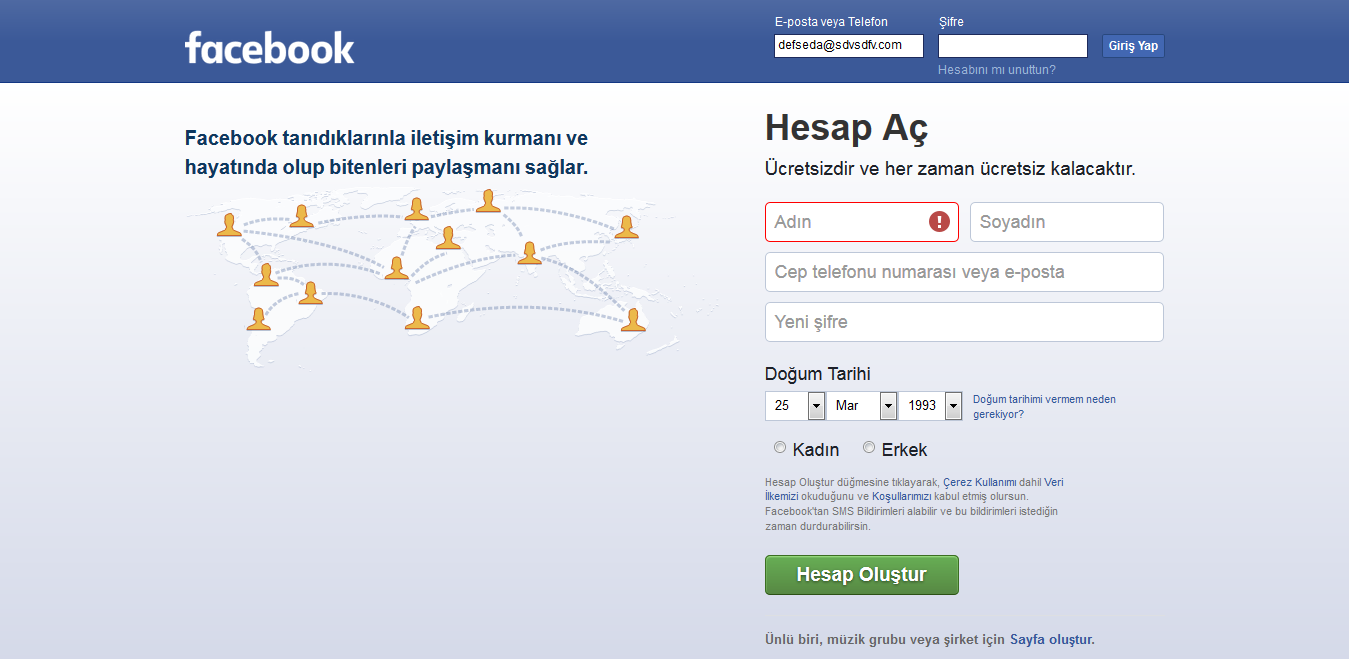 facebook
E-posta veya Telefon
Şifre
defseda@sdvsdfv.com
Giriş Yap
Hesabını mı unuttun?
Facebook tanıdıklarınla iletişim kurmanı ve
hayatında olup bitenleri paylaşmanı sağlar.
Hesap Aç
Ücretsizdir ve her zaman ücretsiz kalacaktır.
Adın
Soyadın
Cep telefonu numarası veya e-posta
Yeni şifre
Doğum Tarihi
25 Mar 1993
Doğum tarihimi vermem neden
gerekiyor?
Kadın Erkek
Hesap Oluştur düğmesine tıklayarak, Çerez Kullanımı dahil Veri
İlkemizi okuduğunu ve Koşullarımızı kabul etmiş olursun.
Facebook'tan SMS Bildirimleri alabilir ve bu bildirimleri istediğin
zaman durdurabilirsin.
Hesap Oluştur
Ünlü biri, müzik grubu veya şirket için Sayfa oluştur.